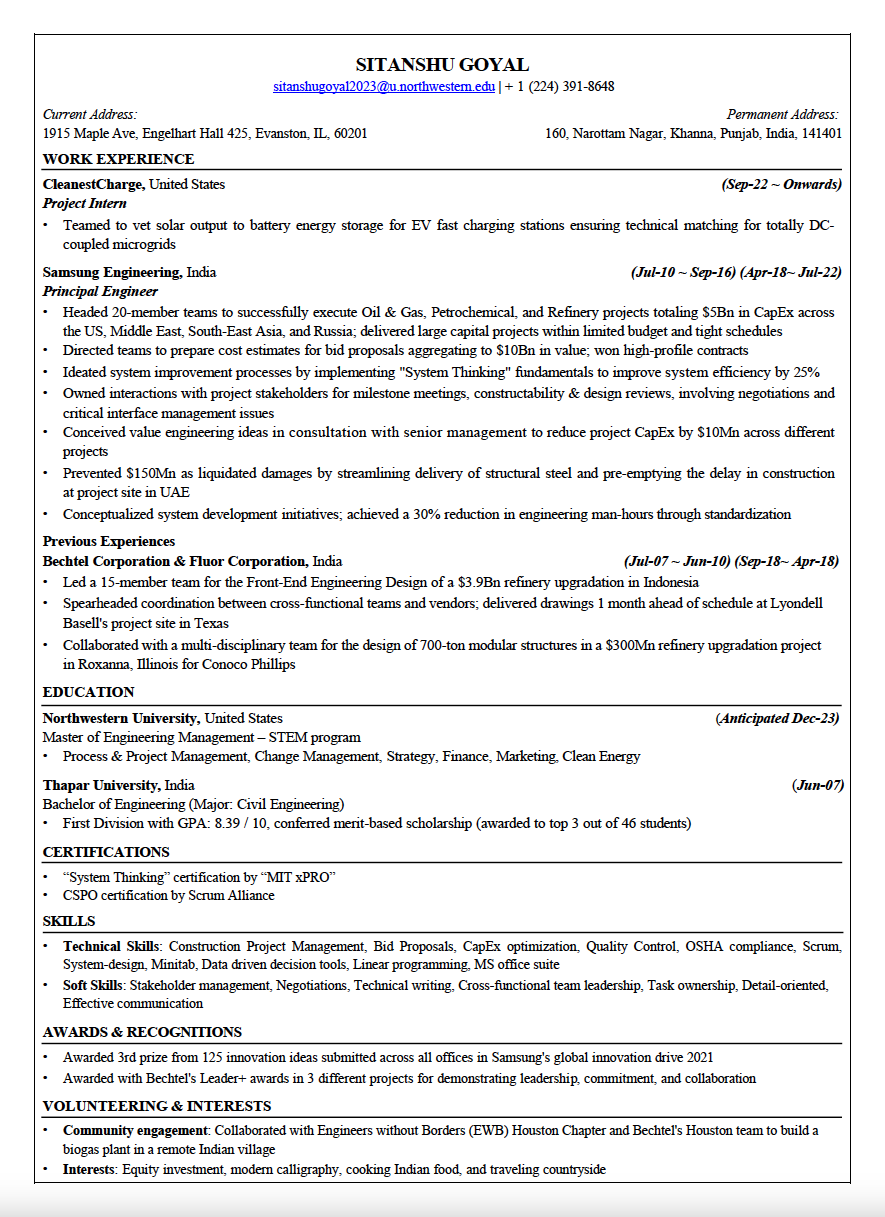 SITANSHU GOYAL
sitanshugoyal2023@u.northwestern.edu | + 1 (224) 391-8648
Current Address: Permanent Address:
1915 Maple Ave, Engelhart Hall 425, Evanston, IL, 60201 160, Narottam Nagar, Khanna, Punjab, India, 141401
WORK EXPERIENCE
CleanestCharge, United States (Sep-22 ~ Onwards)
Project Intern
• Teamed to vet solar output to battery energy storage for EV fast charging stations ensuring technical matching for totally DC-
coupled microgrids
Samsung Engineering, India (Jul-10 ~ Sep-16) (Apr-18~ Jul-22)
Principal Engineer
• Headed 20-member teams to successfully execute Oil & Gas, Petrochemical, and Refinery projects totaling $5Bn in CapEx across
the US, Middle East, South-East Asia, and Russia; delivered large capital projects within limited budget and tight schedules
• Directed teams to prepare cost estimates for bid proposals aggregating to $10Bn in value; won high-profile contracts
• Ideated system improvement processes by implementing "System Thinking" fundamentals to improve system efficiency by 25%
• Owned interactions with project stakeholders for milestone meetings, constructability & design reviews, involving negotiations and
critical interface management issues
• Conceived value engineering ideas in consultation with senior management to reduce project CapEx by $10Mn across different
projects
• Prevented $150Mn as liquidated damages by streamlining delivery of structural steel and pre-emptying the delay in construction
at project site in UAE
• Conceptualized system development initiatives; achieved a 30% reduction in engineering man-hours through standardization
Previous Experiences
Bechtel Corporation & Fluor Corporation, India (Jul-07 ~ Jun-10) (Sep-18~ Apr-18)
• Led a 15-member team for the Front-End Engineering Design of a $3.9Bn refinery upgradation in Indonesia
• Spearheaded coordination between cross-functional teams and vendors; delivered drawings 1 month ahead of schedule at Lyondell
Basell's project site in Texas
• Collaborated with a multi-disciplinary team for the design of 700-ton modular structures in a $300Mn refinery upgradation project
in Roxanna, Illinois for Conoco Phillips
EDUCATION
Northwestern University, United States (Anticipated Dec-23)
Master of Engineering Management – STEM program
• Process & Project Management, Change Management, Strategy, Finance, Marketing, Clean Energy
Thapar University, India (Jun-07)
Bachelor of Engineering (Major: Civil Engineering)
• First Division with GPA: 8.39 / 10, conferred merit-based scholarship (awarded to top 3 out of 46 students)
CERTIFICATIONS
• “System Thinking” certification by “MIT xPRO”
• CSPO certification by Scrum Alliance
SKILLS
• Technical Skills: Construction Project Management, Bid Proposals, CapEx optimization, Quality Control, OSHA compliance, Scrum,
System-design, Minitab, Data driven decision tools, Linear programming, MS office suite
• Soft Skills: Stakeholder management, Negotiations, Technical writing, Cross-functional team leadership, Task ownership, Detail-oriented,
Effective communication
AWARDS & RECOGNITIONS
• Awarded 3rd prize from 125 innovation ideas submitted across all offices in Samsung's global innovation drive 2021
• Awarded with Bechtel's Leader+ awards in 3 different projects for demonstrating leadership, commitment, and collaboration
VOLUNTEERING & INTERESTS
• Community engagement: Collaborated with Engineers without Borders (EWB) Houston Chapter and Bechtel's Houston team to build a
biogas plant in a remote Indian village
• Interests: Equity investment, modern calligraphy, cooking Indian food, and traveling countryside